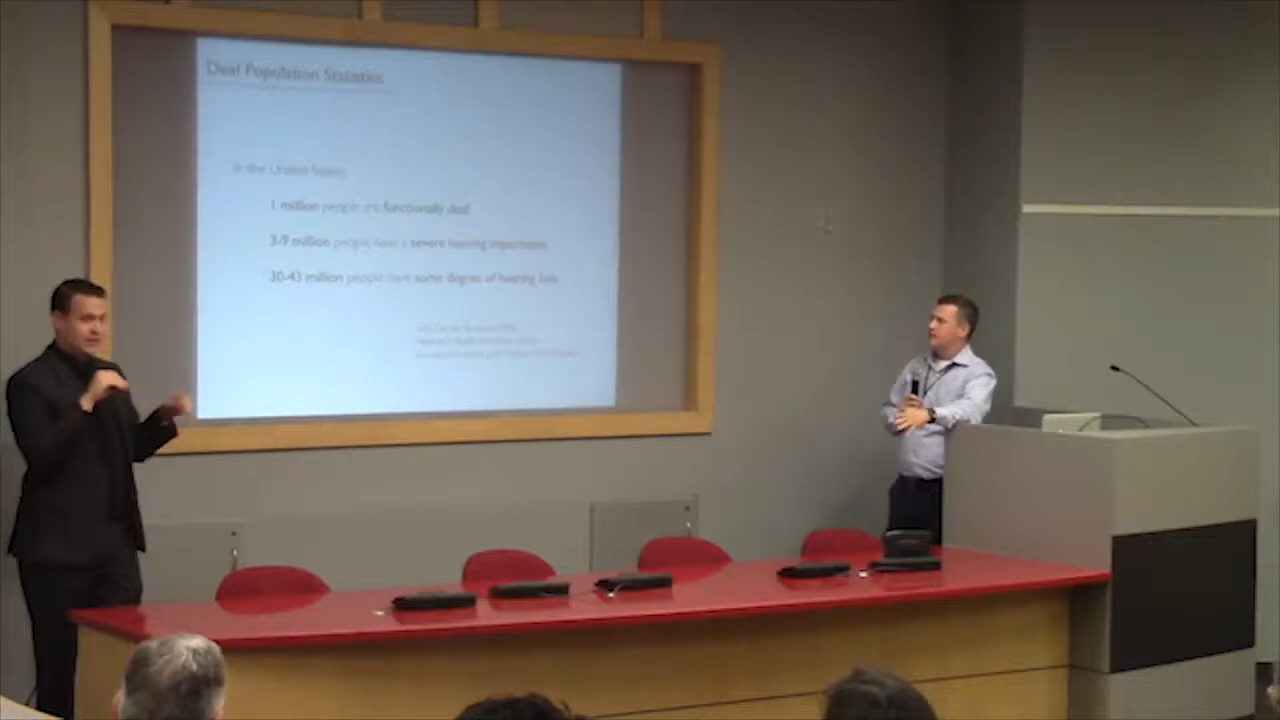 Deaf Population Statistics
In the United States
1 million people are functionally deaf
3-9 million people have a severe hearing impairment
30-43 million people have some degree of hearing loss